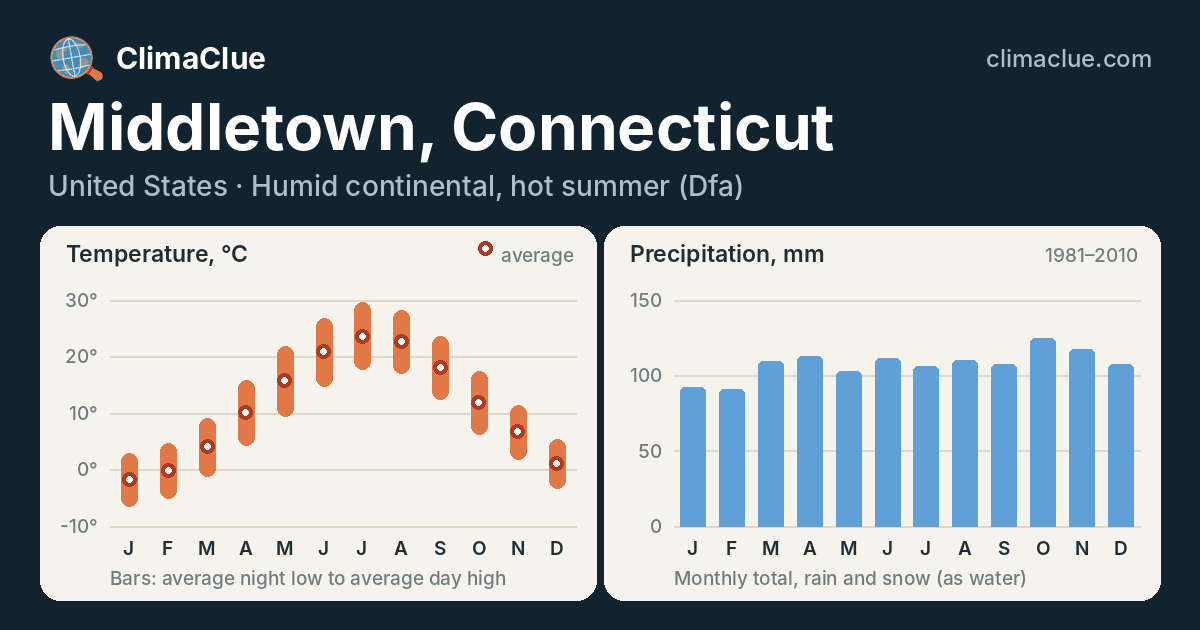 ClimaClue
climaclue.com
Middletown, Connecticut
United States · Humid continental, hot summer (Dfa)
Temperature, °C
average
30°
20°
10°
0°
-10°
J F M A M J J A S O N D
Bars: average night low to average day high
Precipitation, mm
1981–2010
150
100
50
0
J F M A M J J A S O N D
Monthly total, rain and snow (as water)